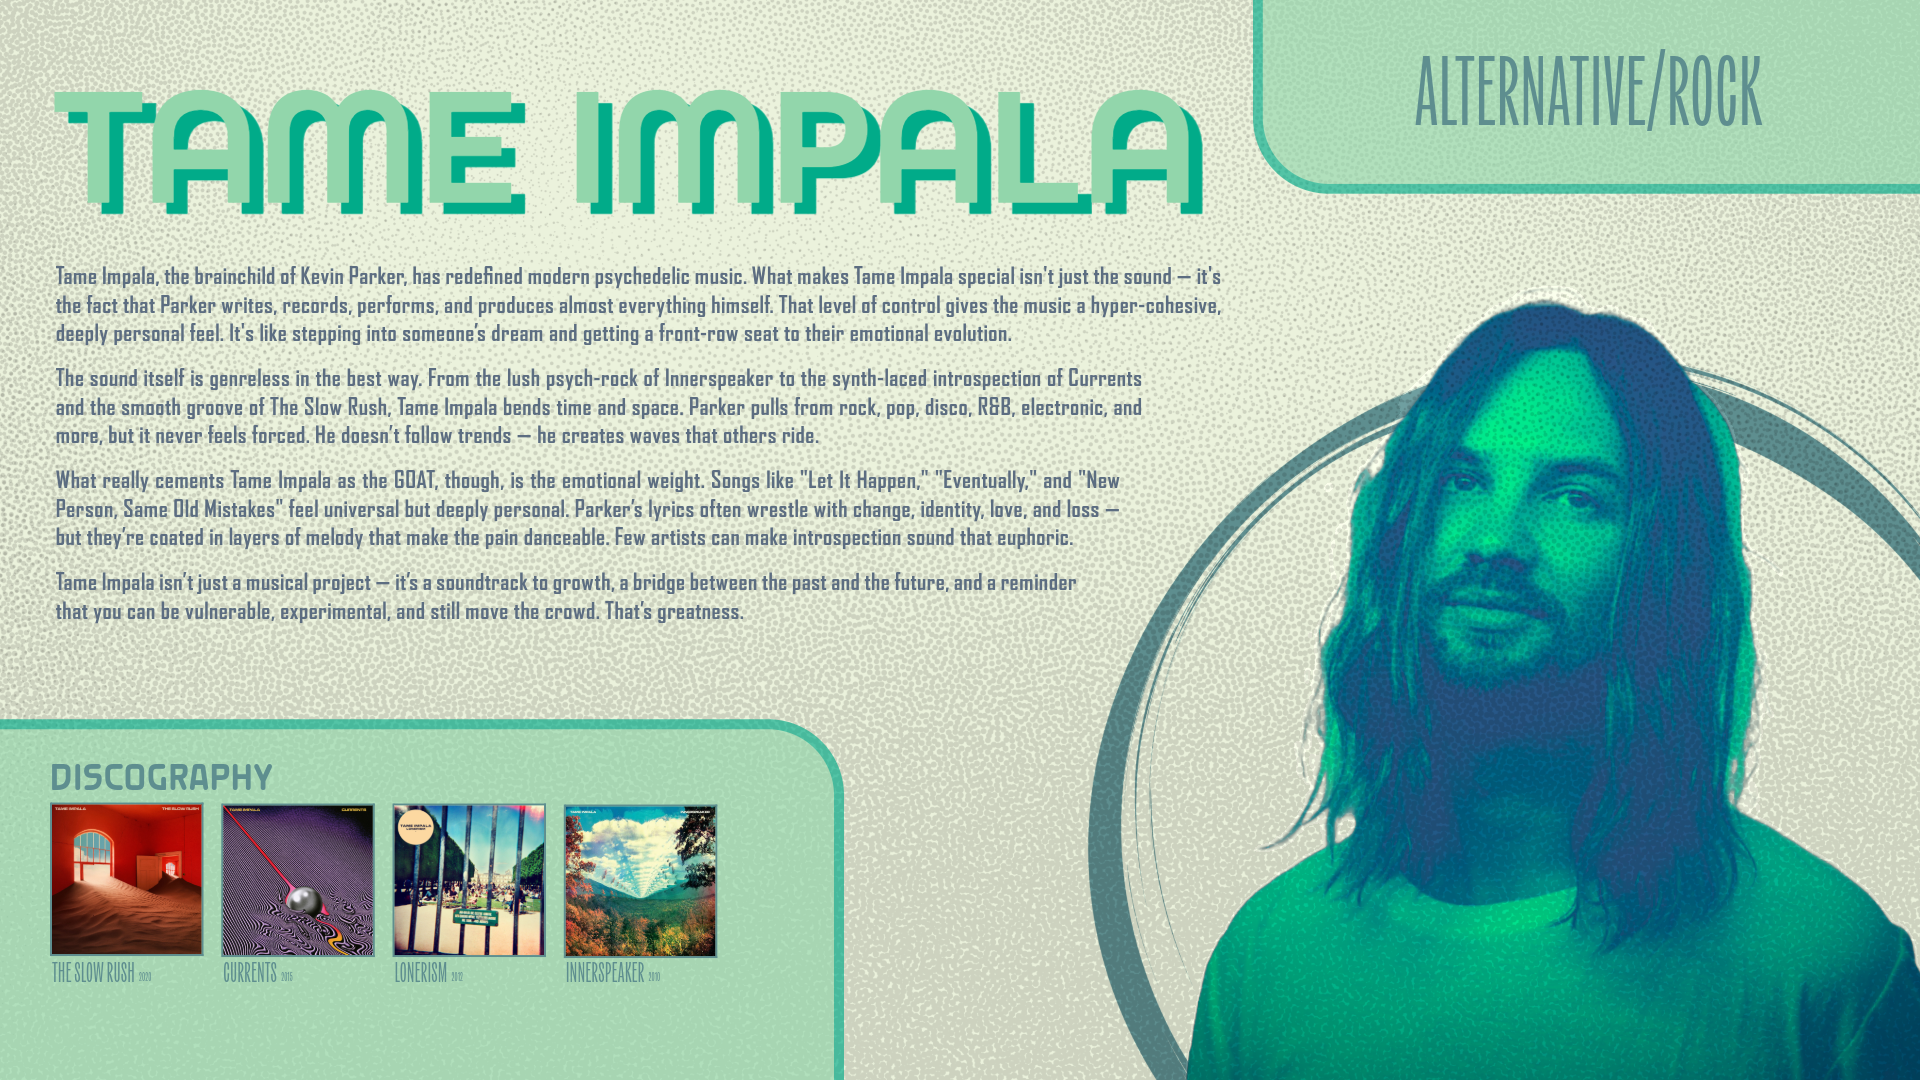 ALTERNATIVE/ROCK
TAME IMPALA
Tame Impala, the brainchild of Kevin Parker, has redefined modern psychedelic music. What makes Tame Impala special isn't just the sound — it's
the fact that Parker writes, records, performs, and produces almost everything himself. That level of control gives the music a hyper-cohesive,
deeply personal feel. It's like stepping into someone's dream and getting a front-row seat to their emotional evolution.
The sound itself is genreless in the best way. From the lush psych-rock of Innerspeaker to the synth-laced introspection of Currents
and the smooth groove of The Slow Rush, Tame Impala bends time and space. Parker pulls from rock, pop, disco, R&B, electronic, and
more, but it never feels forced. He doesn't follow trends — he creates waves that others ride.
What really cements Tame Impala as the GOAT, though, is the emotional weight. Songs like "Let It Happen," "Eventually," and "New
Person, Same Old Mistakes" feel universal but deeply personal. Parker's lyrics often wrestle with change, identity, love, and loss —
but they're coated in layers of melody that make the pain danceable. Few artists can make introspection sound that euphoric.
Tame Impala isn't just a musical project — it's a soundtrack to growth, a bridge between the past and the future, and a reminder
that you can be vulnerable, experimental, and still move the crowd. That's greatness.
DISCOGRAPHY
TAME IMPALA THE SLOW RUSH
TAME IMPALA CURRENTS
TAME IMPALA
LONERISM
TAME IMPALA INNERSPEAKER
THE SLOW RUSH 2020
CURRENTS 2015
LONERISM 2012
INNERSPEAKER 2010